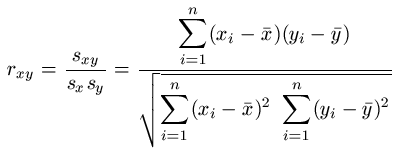 $r_{xy} = \frac{s_{xy}}{s_x s_y} = \frac{\sum_{i=1}^{n}(x_i - \bar{x})(y_i - \bar{y})}{\sqrt{\sum_{i=1}^{n}(x_i - \bar{x})^2 \sum_{i=1}^{n}(y_i - \bar{y})^2}}$